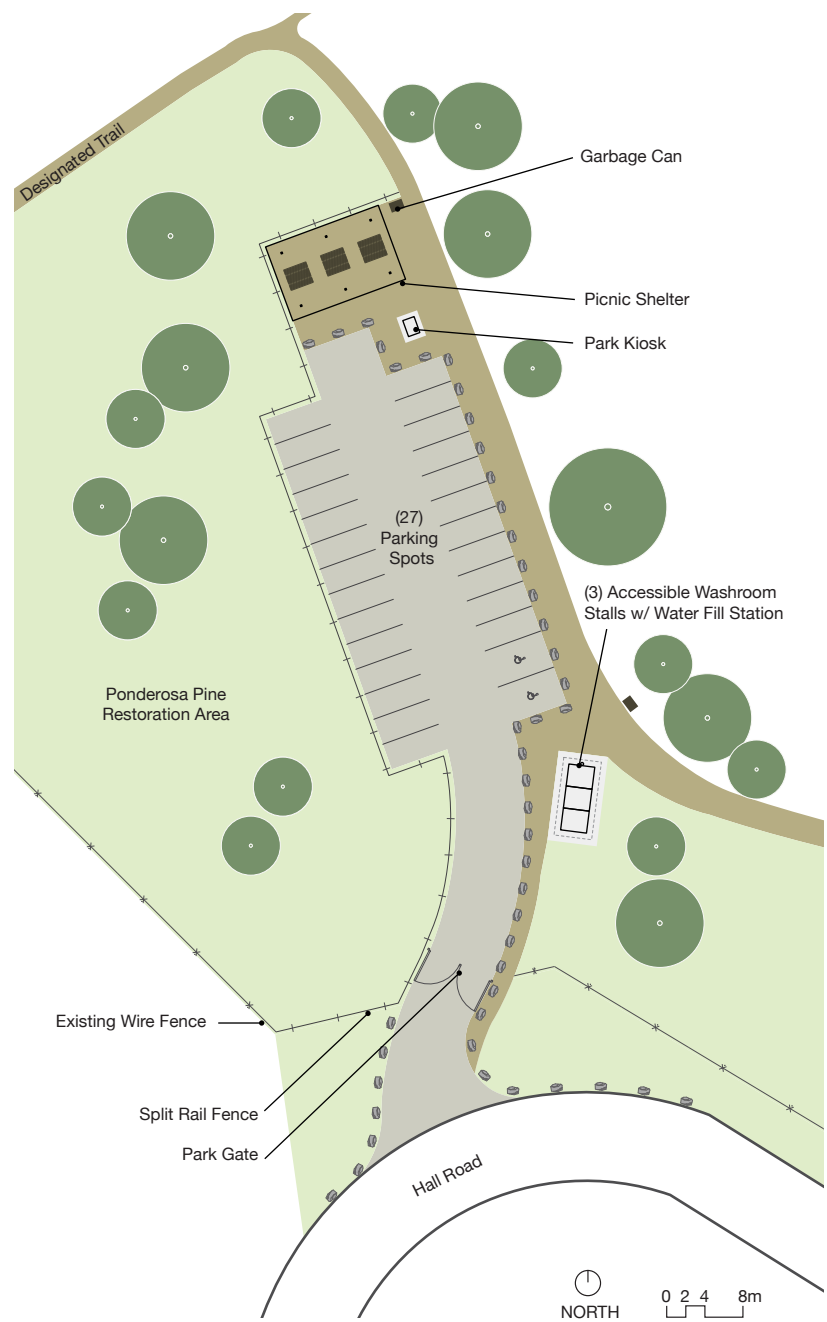 Designated Trail
Garbage Can
Picnic Shelter
Park Kiosk
(27)
Parking
Spots
(3) Accessible Washroom
Stalls w/ Water Fill Station
Ponderosa Pine
Restoration Area
Existing Wire Fence
Split Rail Fence
Park Gate
Hall Road
NORTH
0 2 4 8m